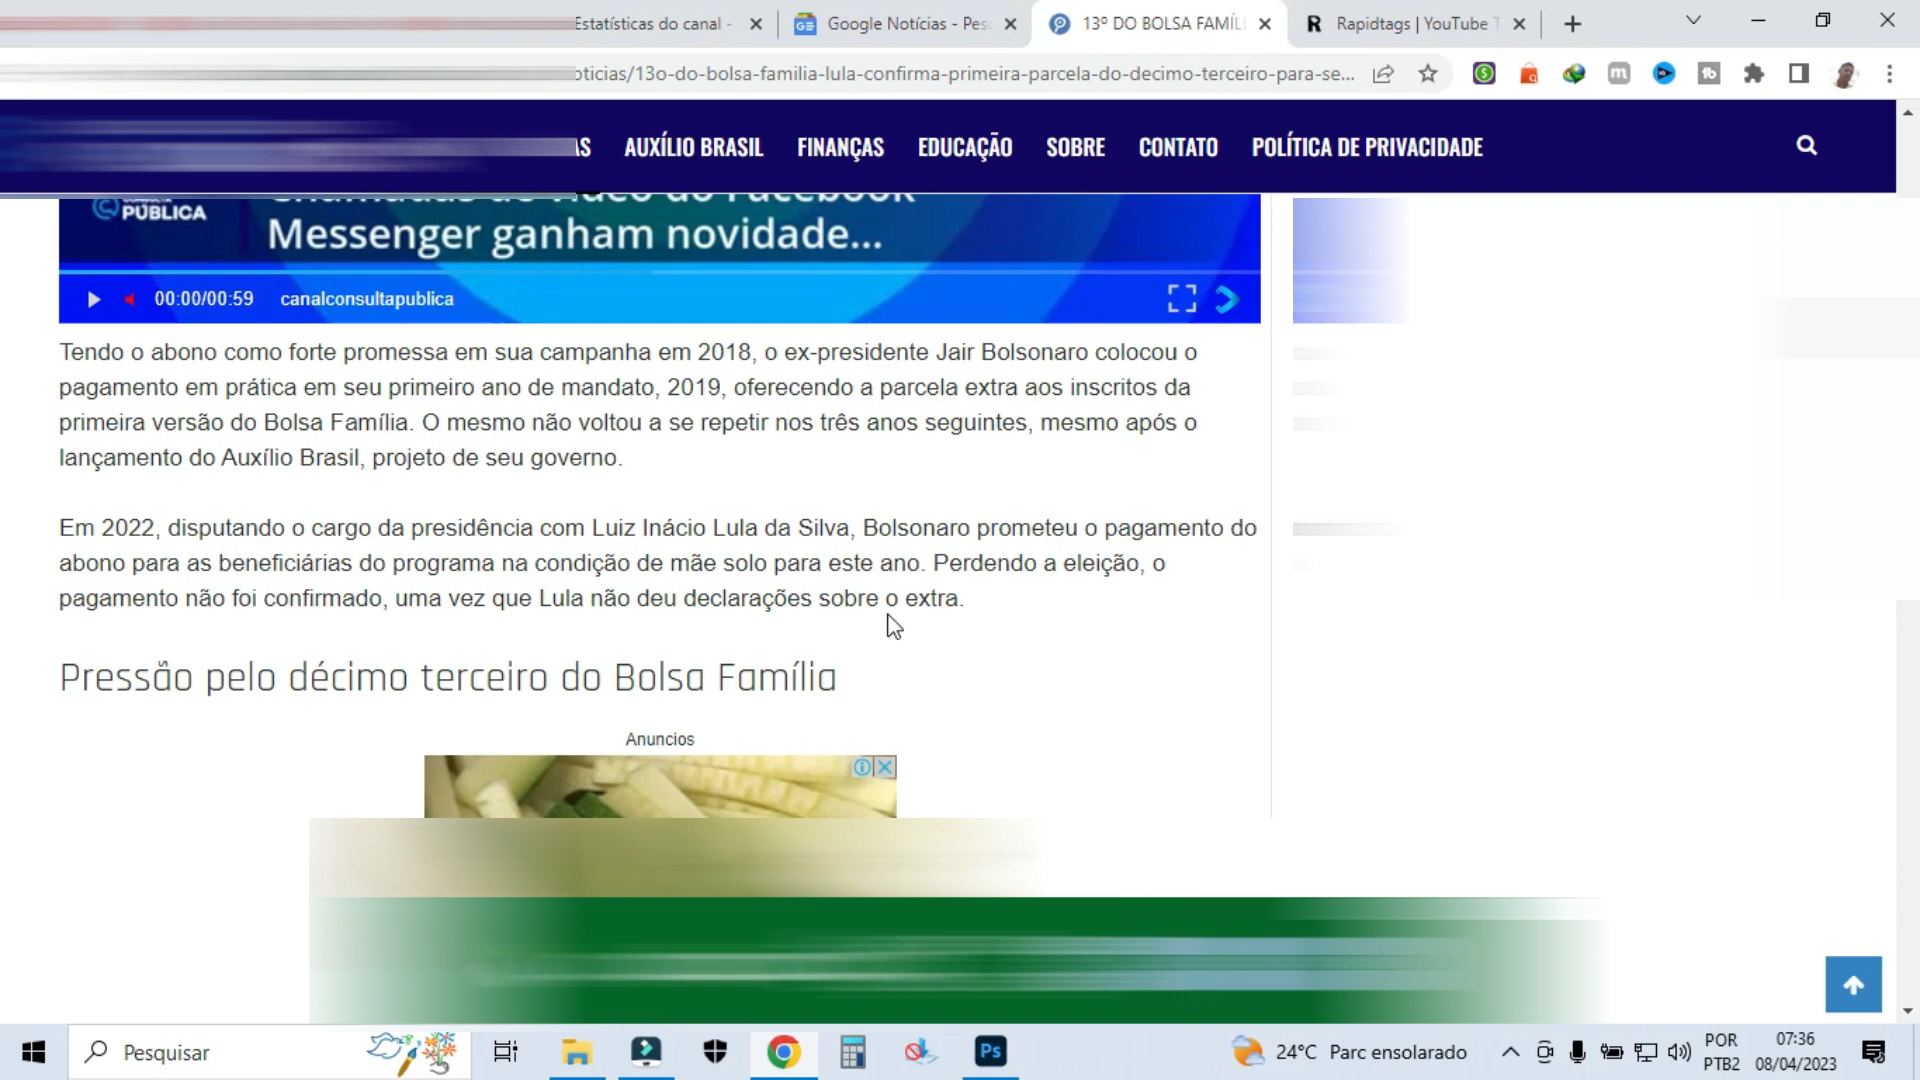 Estatísticas do canal -
Google Notícias - Pes
13º DO BOLSA FAMÍL
Rapidtags | YouTube T
oticias/13o-do-bolsa-familia-lula-confirma-primeira-parcela-do-decimo-terceiro-para-se...
AS
AUXÍLIO BRASIL
FINANÇAS
EDUCAÇÃO
SOBRE
CONTATO
POLÍTICA DE PRIVACIDADE
PÚBLICA
Chamadas de vídeo do Facebook
Messenger ganham novidade...
00:00/00:59
canalconsultapublica
Tendo o abono como forte promessa em sua campanha em 2018, o ex-presidente Jair Bolsonaro colocou o
pagamento em prática em seu primeiro ano de mandato, 2019, oferecendo a parcela extra aos inscritos da
primeira versão do Bolsa Família. O mesmo não voltou a se repetir nos três anos seguintes, mesmo após o
lançamento do Auxílio Brasil, projeto de seu governo.
Em 2022, disputando o cargo da presidência com Luiz Inácio Lula da Silva, Bolsonaro prometeu o pagamento do
abono para as beneficiárias do programa na condição de mãe solo para este ano. Perdendo a eleição, o
pagamento não foi confirmado, uma vez que Lula não deu declarações sobre o extra.
Pressão pelo décimo terceiro do Bolsa Família
Anuncios
Pesquisar
Ps
24°C Parc ensolarado
POR
PTB2
07:36
08/04/2023